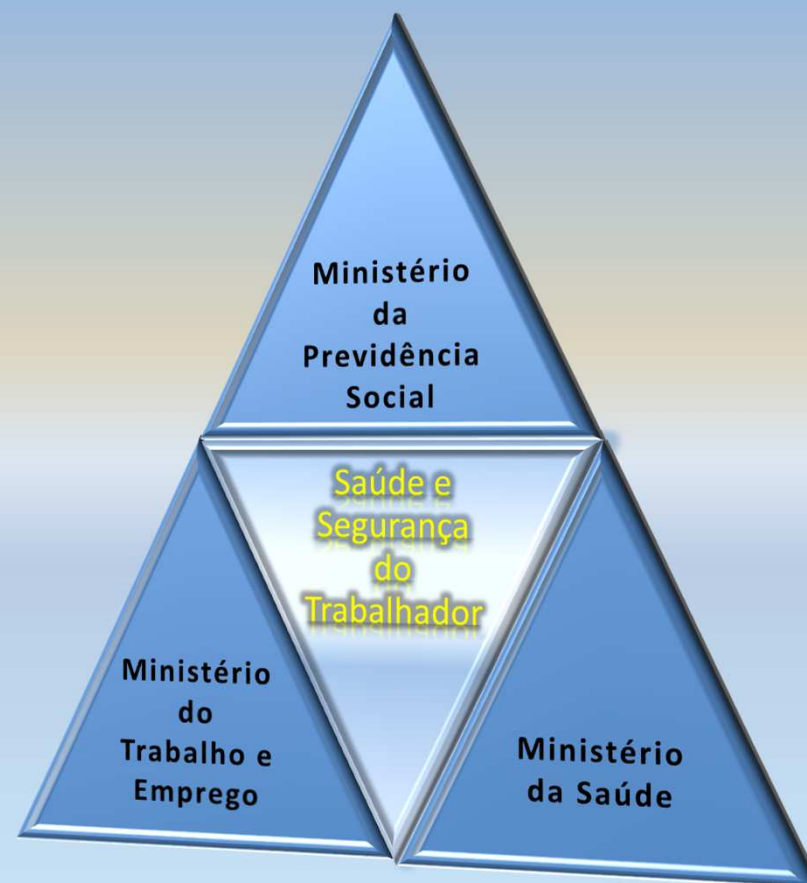 Ministério
da
Previdência
Social
Saúde e
Segurança
do
Trabalhador
Ministério
do
Trabalho e
Emprego
Ministério
da Saúde